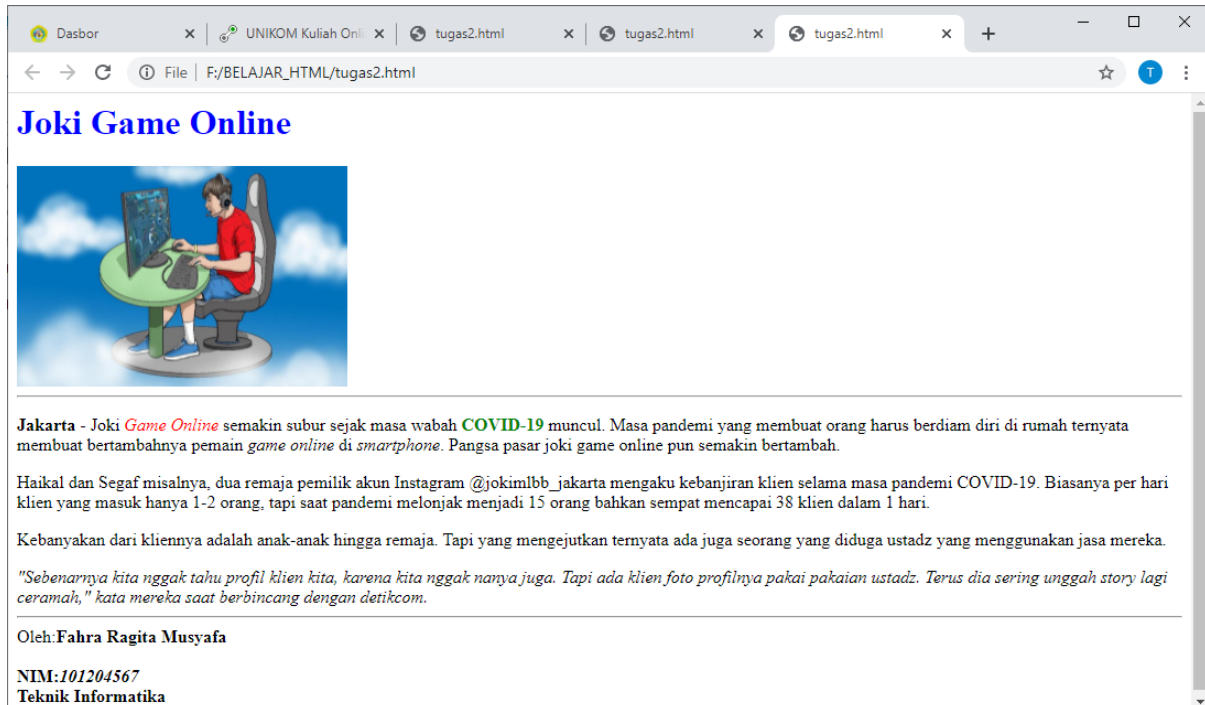 Dasbor
UNIKOM Kuliah Onli
tugas2.html
tugas2.html
tugas2.html
File
F:/BELAJAR_HTML/tugas2.html
T
Joki Game Online
Jakarta - Joki Game Online semakin subur sejak masa wabah COVID-19 muncul. Masa pandemi yang membuat orang harus berdiam diri di rumah ternyata
membuat bertambahnya pemain game online di smartphone. Pangsa pasar joki game online pun semakin bertambah.
Haikal dan Segaf misalnya, dua remaja pemilik akun Instagram @jokimlbb_jakarta mengaku kebanjiran klien selama masa pandemi COVID-19. Biasanya per hari
klien yang masuk hanya 1-2 orang, tapi saat pandemi melonjak menjadi 15 orang bahkan sempat mencapai 38 klien dalam 1 hari.
Kebanyakan dari kliennya adalah anak-anak hingga remaja. Tapi yang mengejutkan ternyata ada juga seorang yang diduga ustadz yang menggunakan jasa mereka.
"Sebenarnya kita nggak tahu profil klien kita, karena kita nggak nanya juga. Tapi ada klien foto profilnya pakai pakaian ustadz. Terus dia sering unggah story lagi
ceramah," kata mereka saat berbincang dengan detikcom.
Oleh:Fahra Ragita Musyafa
NIM:101204567
Teknik Informatika